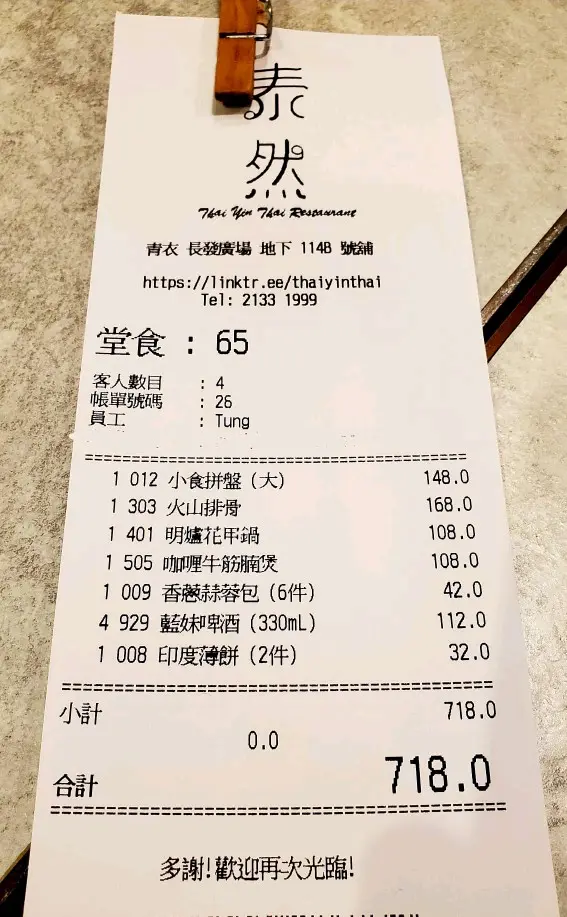 泰
然
Thai Yin Thai Restaurant
青衣 長發廣場 地下 114B 號舖
https://linktr.ee/thaiyinthai
Tel: 2133 1999
堂食 : 65
客人數目 : 4
帳單號碼 : 26
員工 : Tung
1 012 小食拼盤 (大) 148.0
1 303 火山排骨 168.0
1 401 明爐花甲鍋 108.0
1 505 咖喱牛筋腩煲 108.0
1 009 香蔥蒜蓉包 (6件) 42.0
4 929 藍妹啤酒 (330mL) 112.0
1 008 印度薄餅 (2件) 32.0
小計 718.0
0.0
合計 718.0
多謝!歡迎再次光臨!